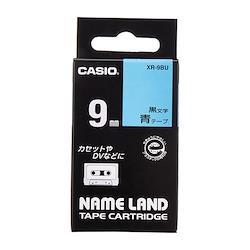 CASIO
XR-9BU
9mm
黒文字
青テープ
カセットや
DVなどに
NAME LAND
TAPE CARTRIDGE